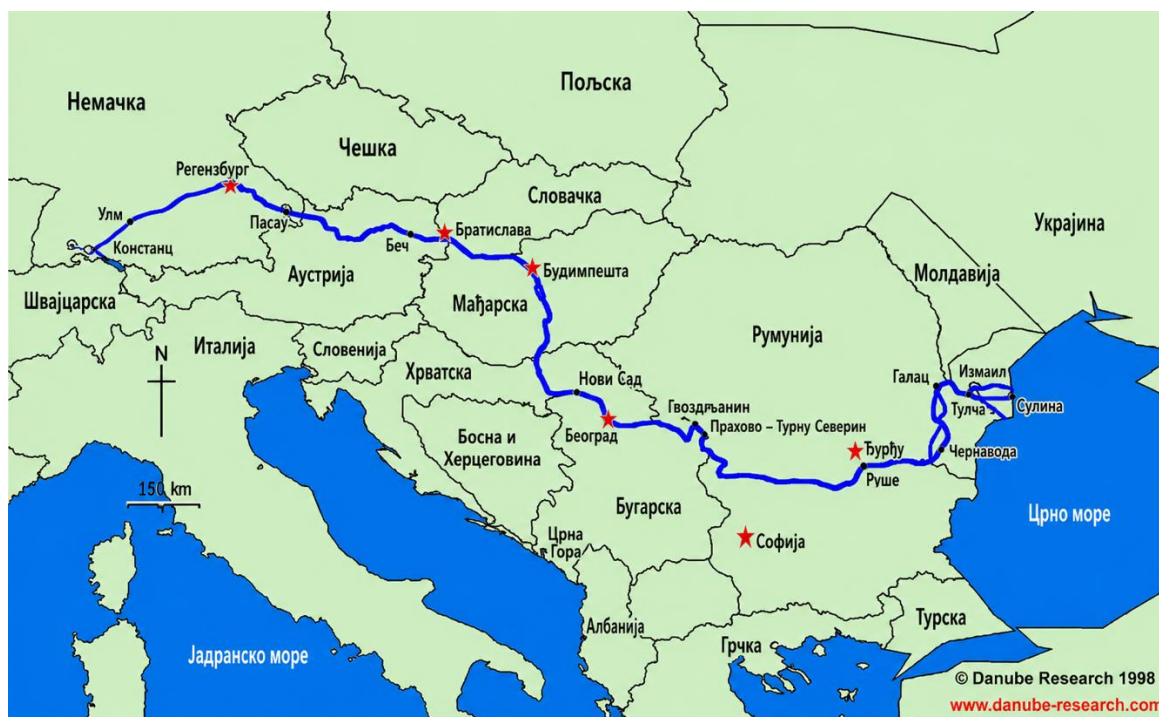 Пољска
Немачка
Чешка
Регензбург
Словачка
Улм
Пасау
Братислава
Украјина
Беч
Констанц
Будимпешта
Аустрија
Молдавија
Швајцарска
Мађарска
N
Италија
Словенија
Румунија
Хрватска
Измаил
Галац
Нови Сад
Тулча
Сулина
Гвоздрљанин
Прахово – Турну Северин
Београд
Босна и
Херцеговина
Ђурђу
Чернавода
Руше
150 km
Бугарска
Црно море
Црна
Гора
Софија
Албанија
Турска
Грчка
Јадранско море
© Danube Research 1998
www.danube-research.com